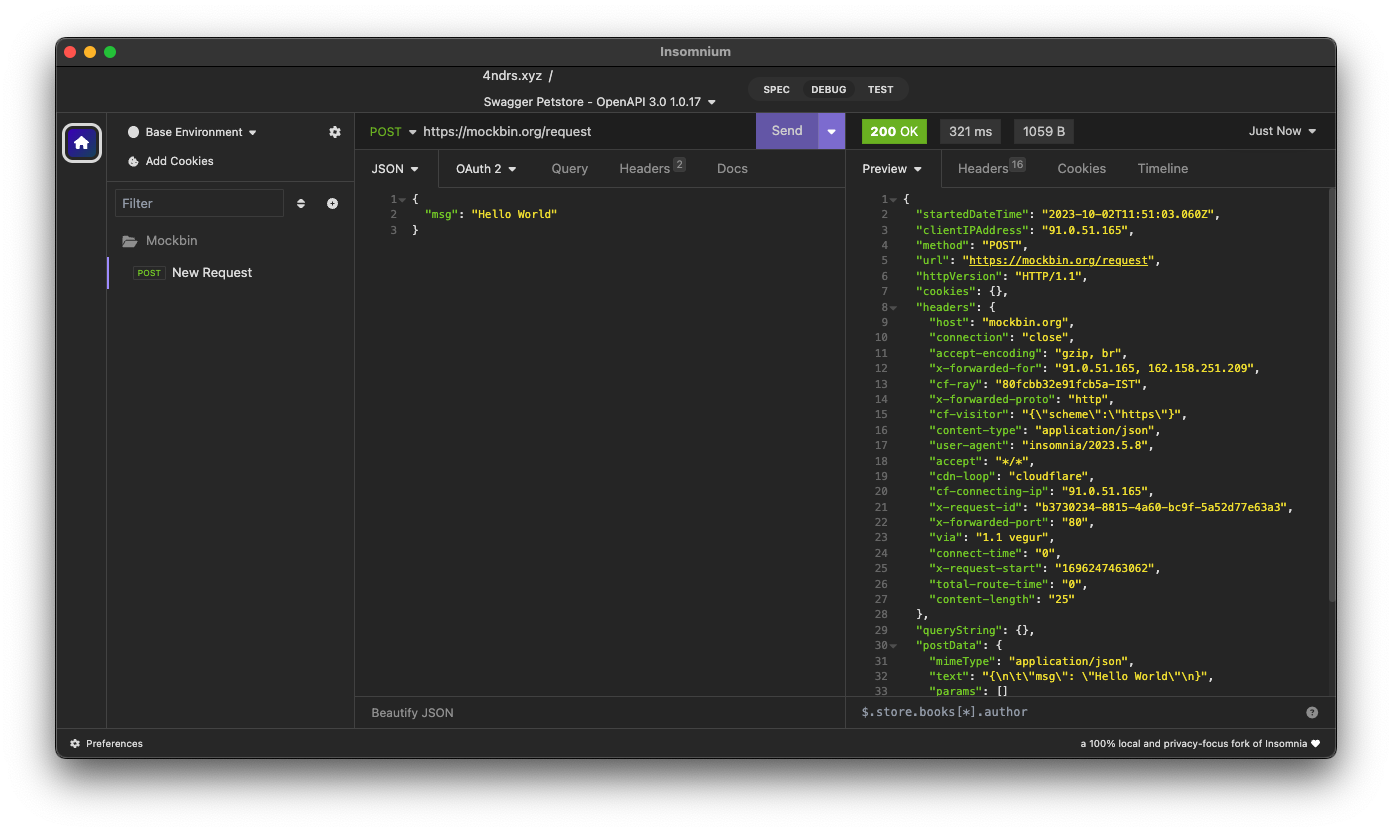 Insomnium
4ndrs.xyz /
Swagger Petstore - OpenAPI 3.0 1.0.17
SPEC DEBUG TEST
Base Environment
Add Cookies
Filter
Mockbin
POST New Request
POST https://mockbin.org/request Send
JSON OAuth 2 Query Headers 2 Docs
1 {
2 "msg": "Hello World"
3 }
Beautify JSON
200 OK 321 ms 1059 B Just Now
Preview Headers 16 Cookies Timeline
1 {
2 "startedDateTime": "2023-10-02T11:51:03.060Z",
3 "clientIPAddress": "91.0.51.165",
4 "method": "POST",
5 "url": "https://mockbin.org/request",
6 "httpVersion": "HTTP/1.1",
7 "cookies": {},
8 "headers": {
9 "host": "mockbin.org",
10 "connection": "close",
11 "accept-encoding": "gzip, br",
12 "x-forwarded-for": "91.0.51.165, 162.158.251.209",
13 "cf-ray": "80fcbb32e91fcb5a-IST",
14 "x-forwarded-proto": "http",
15 "cf-visitor": "{\"scheme\":\"https\"}",
16 "content-type": "application/json",
17 "user-agent": "insomnia/2023.5.8",
18 "accept": "*/*",
19 "cdn-loop": "cloudflare",
20 "cf-connecting-ip": "91.0.51.165",
21 "x-request-id": "b3730234-8815-4a60-bc9f-5a52d77e63a3",
22 "x-forwarded-port": "80",
23 "via": "1.1 vegur",
24 "connect-time": "0",
25 "x-request-start": "1696247463062",
26 "total-route-time": "0",
27 "content-length": "25"
28 },
29 "queryString": {},
30 "postData": {
31 "mimeType": "application/json",
32 "text": "{\n\t\"msg\": \"Hello World\"\n}",
33 "params": []
$.store.books[*].author
Preferences
a 100% local and privacy-focus fork of Insomnia